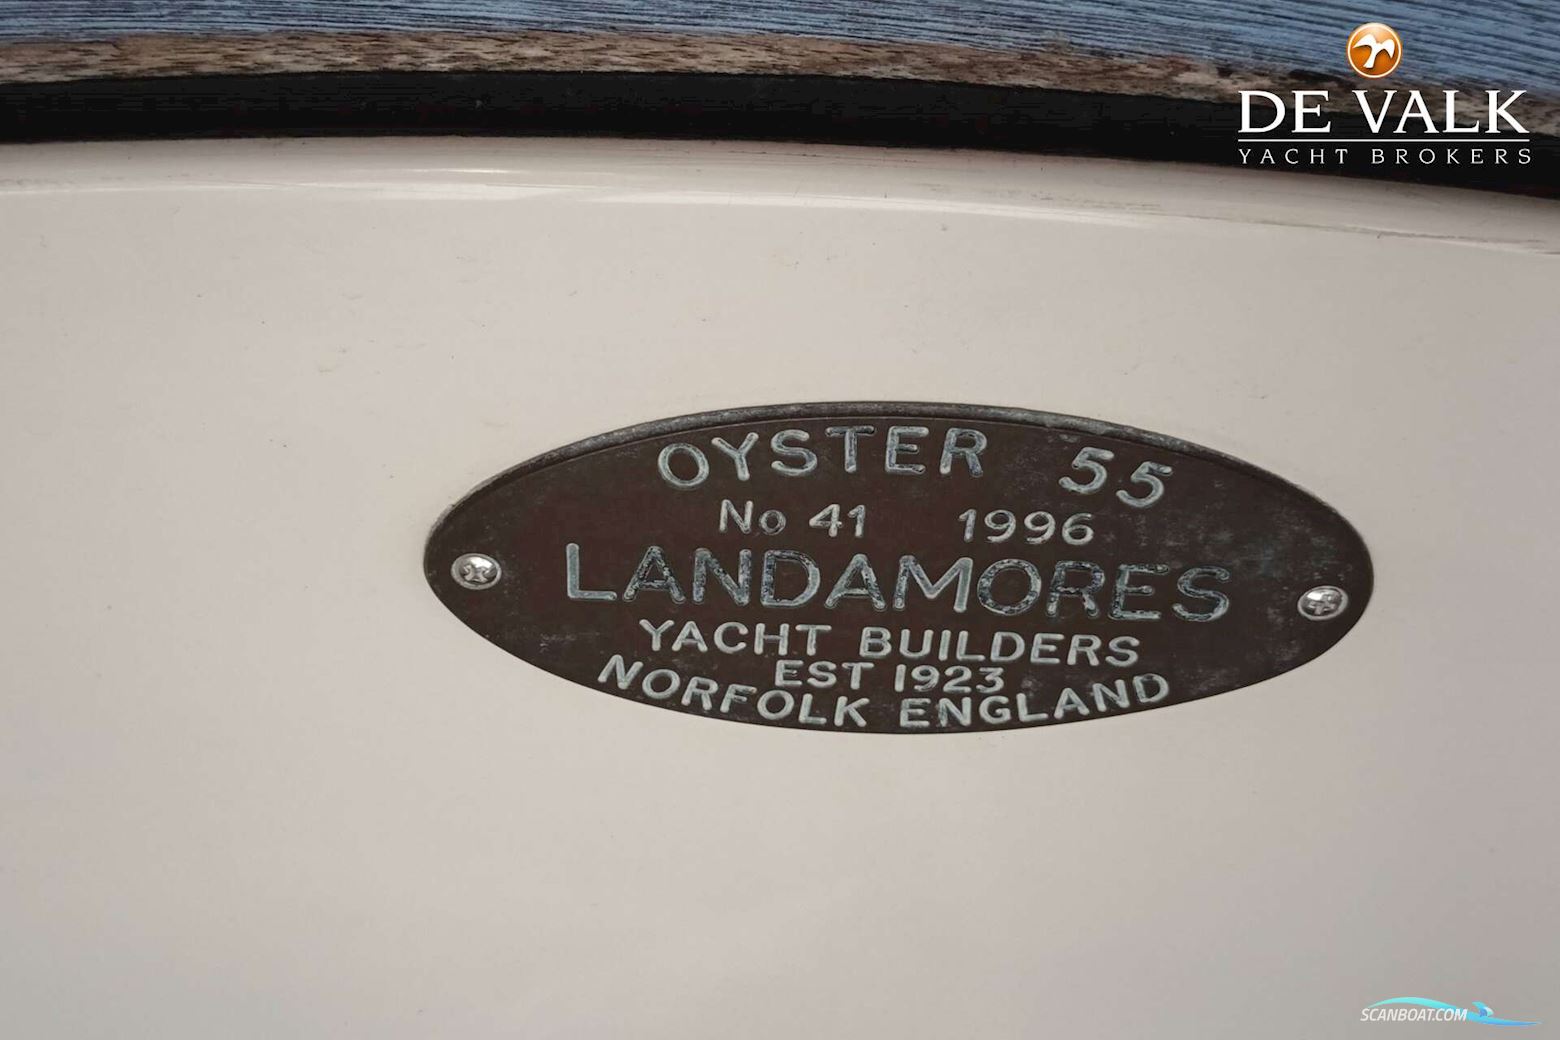 DE VALK
YACHT BROKERS
OYSTER 55
No 41 1996
LANDAMORES
YACHT BUILDERS
EST 1923
NORFOLK ENGLAND
SCANBOAT.COM